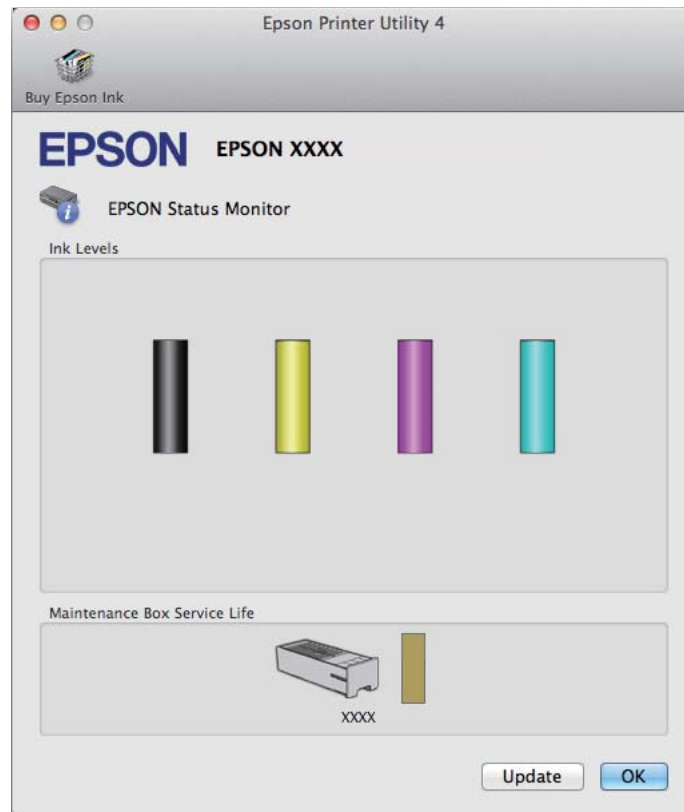 Epson Printer Utility 4
Buy Epson Ink
EPSON EPSON XXXX
EPSON Status Monitor
Ink Levels
Maintenance Box Service Life
XXXX
Update OK